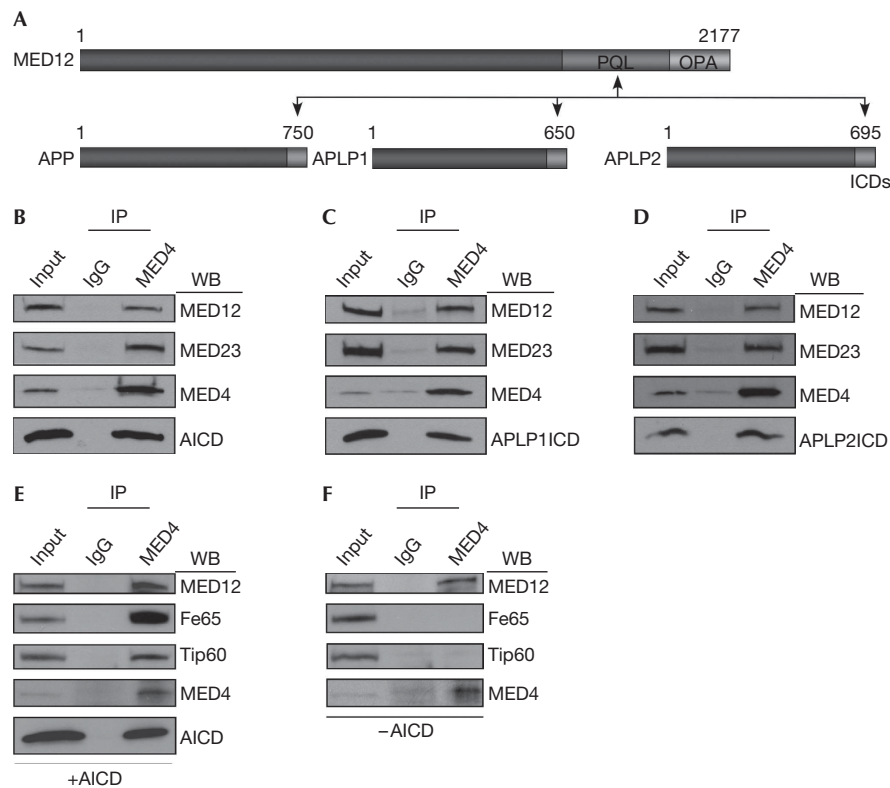 A
1 2177
MED12 PQL OPA
1 750 1 650 1 695
APP APLP1 APLP2
ICDs
B
IP
Input IgG MED4 WB
MED12
MED23
MED4
AICD
C
IP
Input IgG MED4 WB
MED12
MED23
MED4
APLP1ICD
D
IP
Input IgG MED4 WB
MED12
MED23
MED4
APLP2ICD
E
IP
Input IgG MED4 WB
MED12
Fe65
Tip60
MED4
AICD
+AICD
F
IP
Input IgG MED4 WB
MED12
Fe65
Tip60
MED4
–AICD